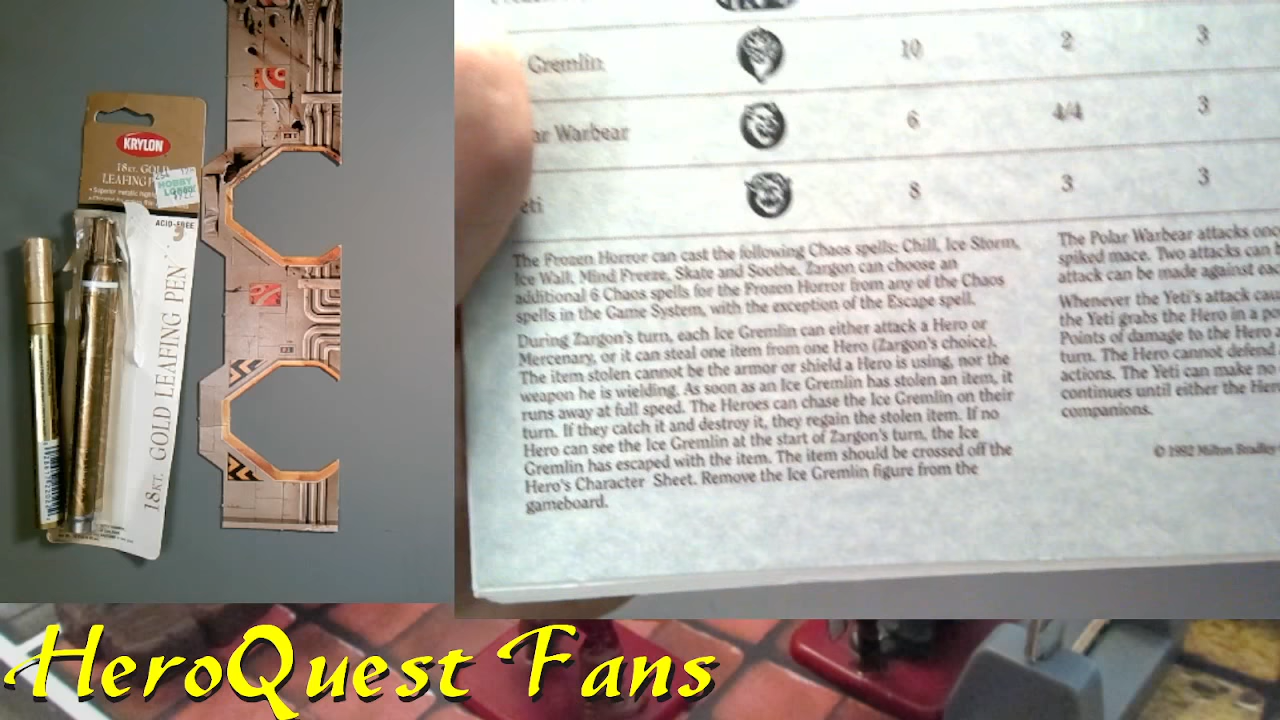 KRYLON
18 KT. GOLD
LEAFING
HOBBY
ACID-FREE
18 KT. GOLD LEAFING PEN
Gremlin 10 2 3
ar Warbear 6 4/4 3
eti 8 3 3
The Frozen Horror can cast the following Chaos spells: Chill, Ice Storm,
Ice Wall, Mind Freeze, Skate and Soothe. Zargon can choose an
additional 6 Chaos spells for the Frozen Horror from any of the Chaos
spells in the Game System, with the exception of the Escape spell.
During Zargon's turn, each Ice Gremlin can either attack a Hero or
Mercenary, or it can steal one item from one Hero (Zargon's choice).
The item stolen cannot be the armor or shield a Hero is using, nor the
weapon he is wielding. As soon as an Ice Gremlin has stolen an item, it
runs away at full speed. The Heroes can chase the Ice Gremlin on their
turn. If they catch it and destroy it, they regain the stolen item. If no
Hero can see the Ice Gremlin at the start of Zargon's turn, the Ice
Gremlin has escaped with the item. The item should be crossed off the
Hero's Character Sheet. Remove the Ice Gremlin figure from the
gameboard.
The Polar Warbear attacks
spiked mace. Two attacks can
attack can be made against
Whenever the Yeti's attack
the Yeti grabs the Hero in a
Points of damage to the Hero
turn. The Hero cannot defend
actions. The Yeti can make no
continues until either the
companions.
© 1992 Milton Bradley
HeroQuest Fans